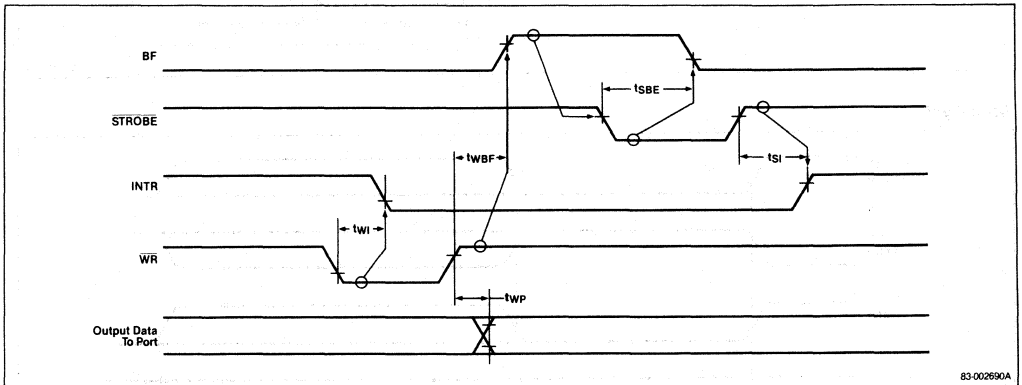 BF
tSBE
STROBE
tWBF
tSI
INTR
tWI
WR
tWP
Output Data
To Port
83-002690A